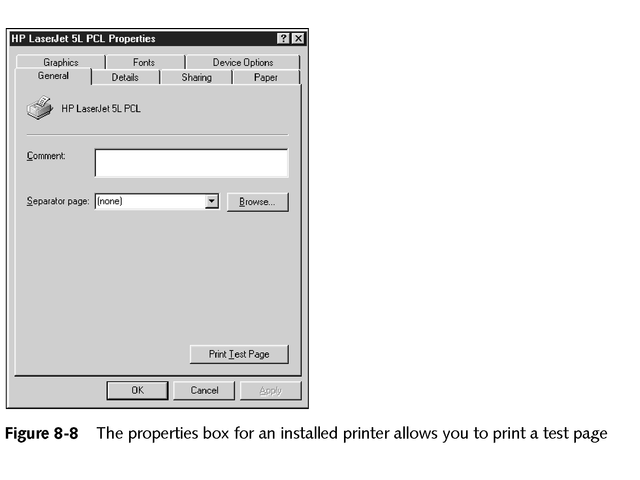 HP LaserJet 5L PCL Properties
Graphics Fonts Device Options
General Details Sharing Paper
HP LaserJet 5L PCL
Comment:
Separator page: (none) Browse...
Print Test Page
OK Cancel Apply
Figure 8-8 The properties box for an installed printer allows you to print a test page